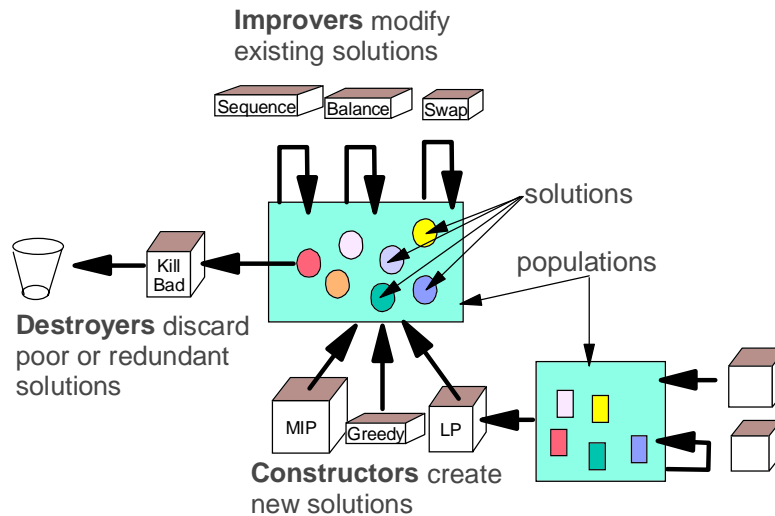 Improvers modify
existing solutions
Sequence
Balance
Swap
solutions
populations
Kill
Bad
Destroyers discard
poor or redundant
solutions
MIP
Greedy
LP
Constructors create
new solutions